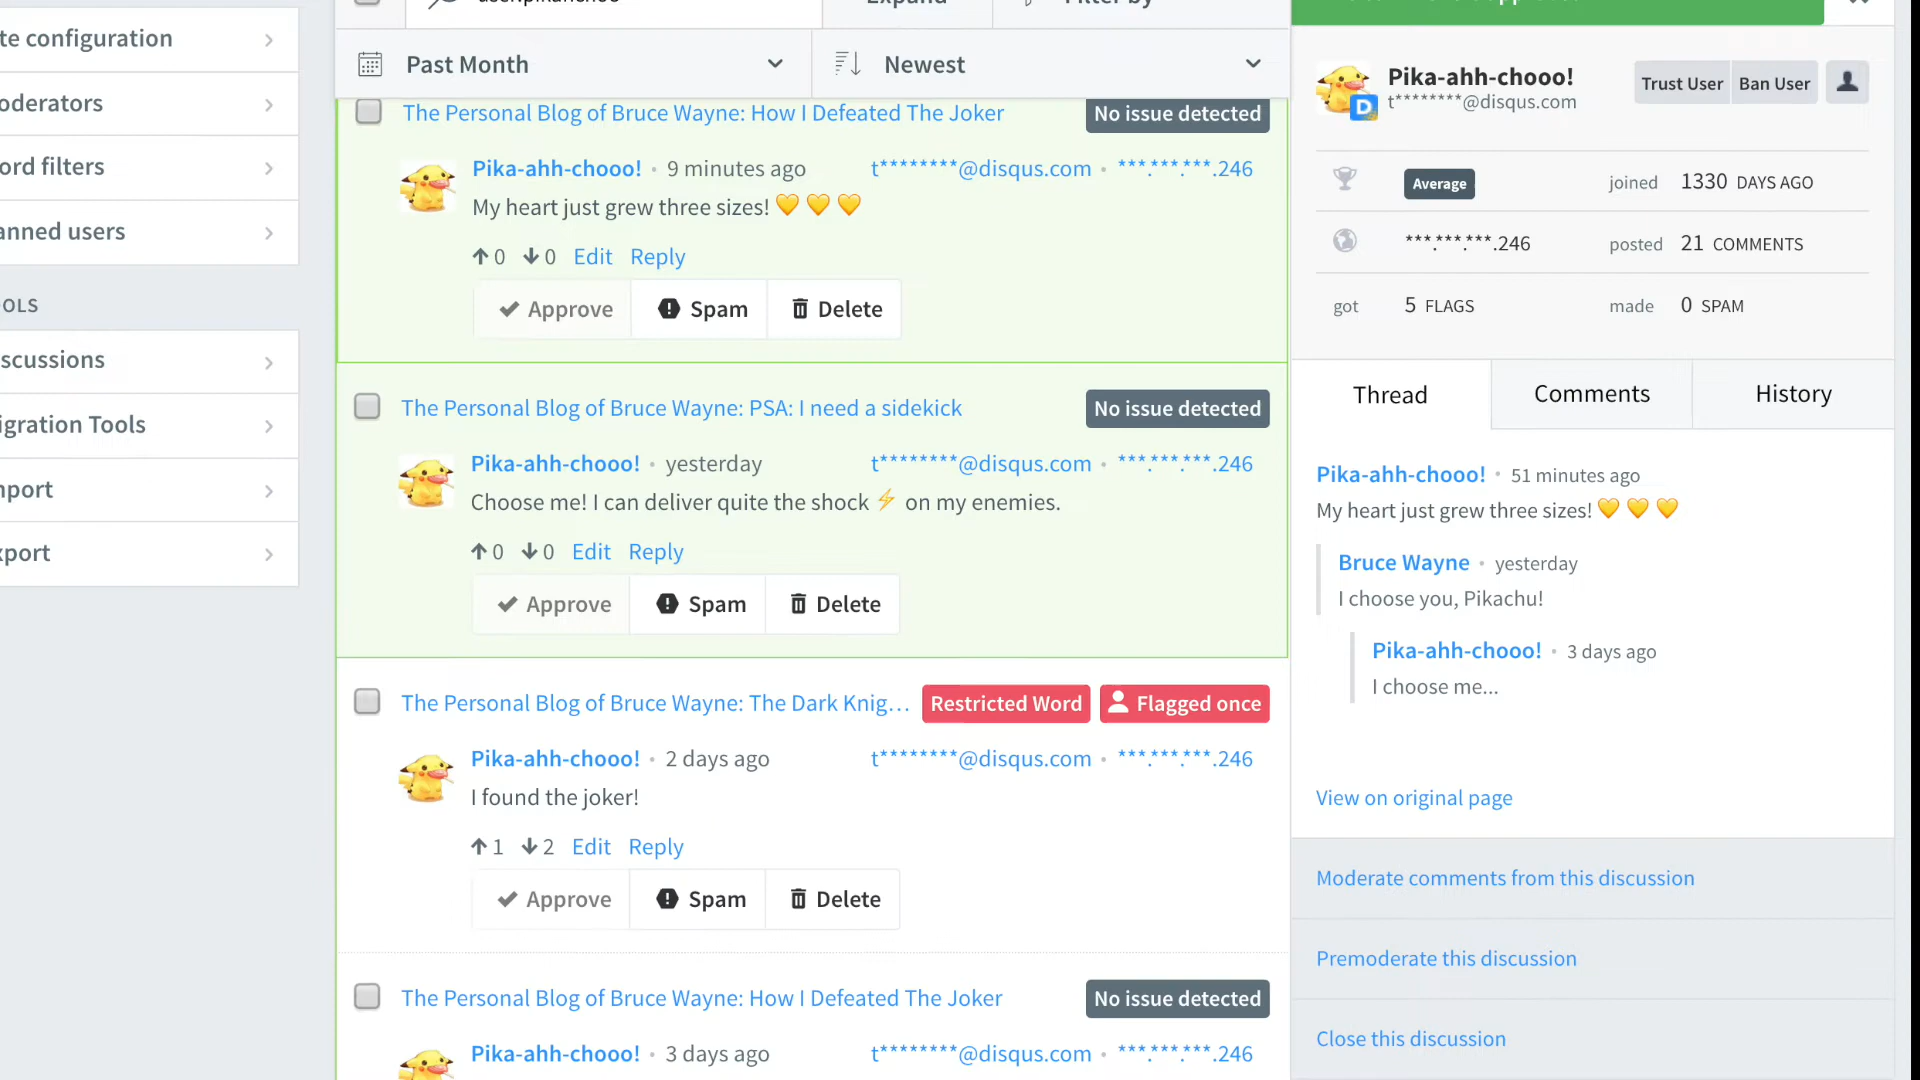 te configuration
oderators
ord filters
anned users
OLS
scussions
igration Tools
nport
xport
Expand
Filter by
Past Month
Newest
The Personal Blog of Bruce Wayne: How I Defeated The Joker
No issue detected
Pika-ahh-chooo! • 9 minutes ago
t********@disqus.com • ***.***.***.246
My heart just grew three sizes! 💛 💛 💛
0 0 Edit Reply
Approve Spam Delete
The Personal Blog of Bruce Wayne: PSA: I need a sidekick
No issue detected
Pika-ahh-chooo! • yesterday
t********@disqus.com • ***.***.***.246
Choose me! I can deliver quite the shock ⚡ on my enemies.
0 0 Edit Reply
Approve Spam Delete
The Personal Blog of Bruce Wayne: The Dark Knig...
Restricted Word
Flagged once
Pika-ahh-chooo! • 2 days ago
t********@disqus.com • ***.***.***.246
I found the joker!
1 2 Edit Reply
Approve Spam Delete
The Personal Blog of Bruce Wayne: How I Defeated The Joker
No issue detected
Pika-ahh-chooo! • 3 days ago
t********@disqus.com • ***.***.***.246
Pika-ahh-chooo!
t********@disqus.com
Trust User
Ban User
Average
joined 1330 DAYS AGO
***.***.***.246
posted 21 COMMENTS
got 5 FLAGS
made 0 SPAM
Thread
Comments
History
Pika-ahh-chooo! • 51 minutes ago
My heart just grew three sizes! 💛 💛 💛
Bruce Wayne • yesterday
I choose you, Pikachu!
Pika-ahh-chooo! • 3 days ago
I choose me...
View on original page
Moderate comments from this discussion
Premoderate this discussion
Close this discussion